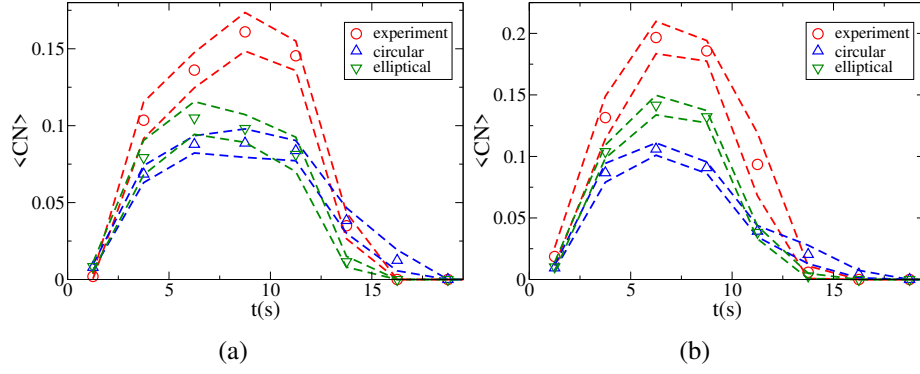 0.15
0.1
0.05
0
<CN>
0 5 10 15
t(s)
experiment
circular
elliptical
(a)
0.2
0.15
0.1
0.05
0
<CN>
0 5 10 15
t(s)
experiment
circular
elliptical
(b)